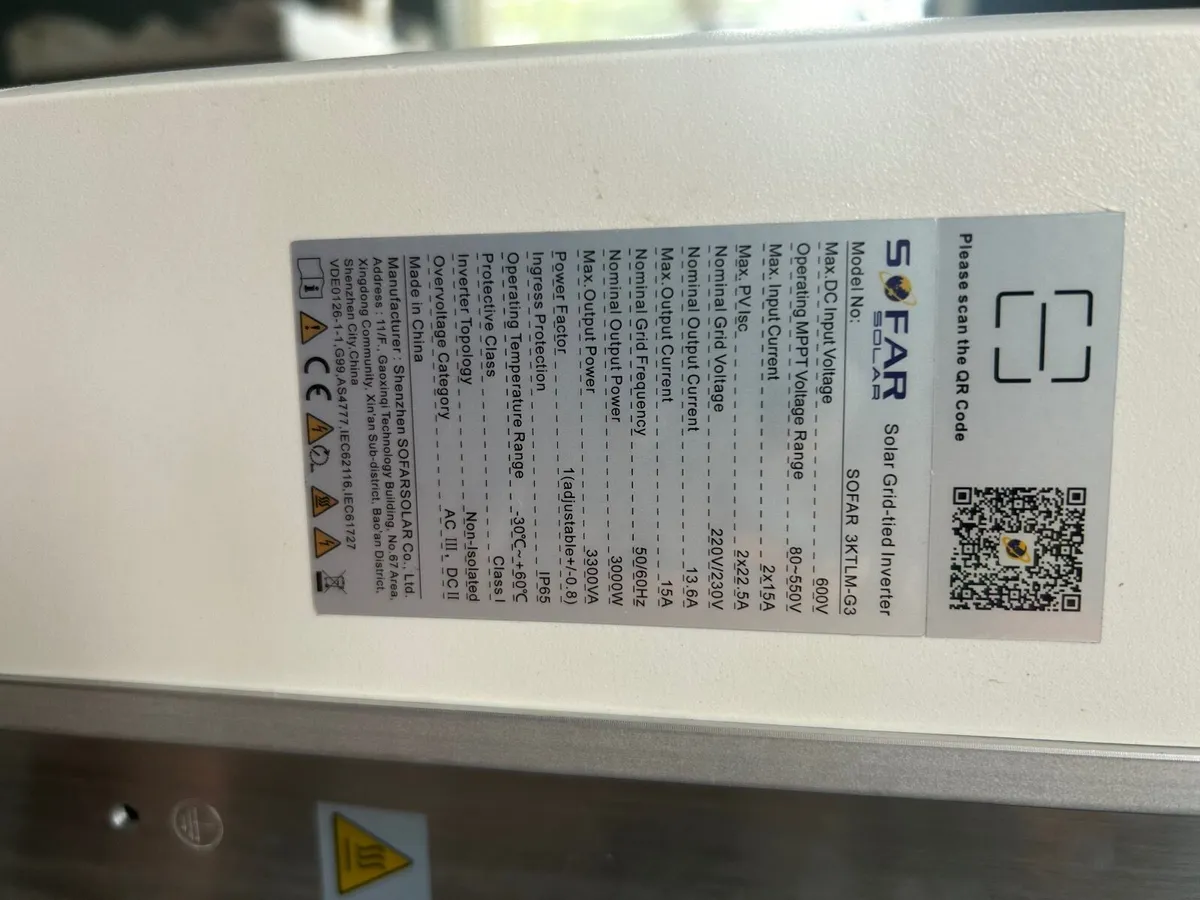 Please scan the QR Code
SOFAR
SOLAR
Solar Grid-tied Inverter
Model No: SOFAR 3KTLM-G3
Max.DC Input Voltage 600V
Operating MPPT Voltage Range 80~550V
Max. Input Current 2x15A
Max. PV Isc 2x22.5A
Nominal Grid Voltage 220V/230V
Nominal Output Current 13.6A
Max. Output Current 15A
Nominal Grid Frequency 50/60Hz
Nominal Output Power 3000W
Max. Output Power 3300VA
Power Factor 1(adjustable+/-0.8)
Ingress Protection IP65
Operating Temperature Range -30℃~+60℃
Protective Class Class I
Inverter Topology Non-Isolated
Overvoltage Category AC III, DC II
Made in China
Manufacturer : Shenzhen SOFARSOLAR Co., Ltd.
Address : 11/F., Gaoxinqi Technology Building, No.67 Area,
Xingdong Community, Xin'an Sub-district, Bao'an District,
Shenzhen City,China
VDE0126-1-1,G99,AS4777,IEC62116,IEC61727
CE